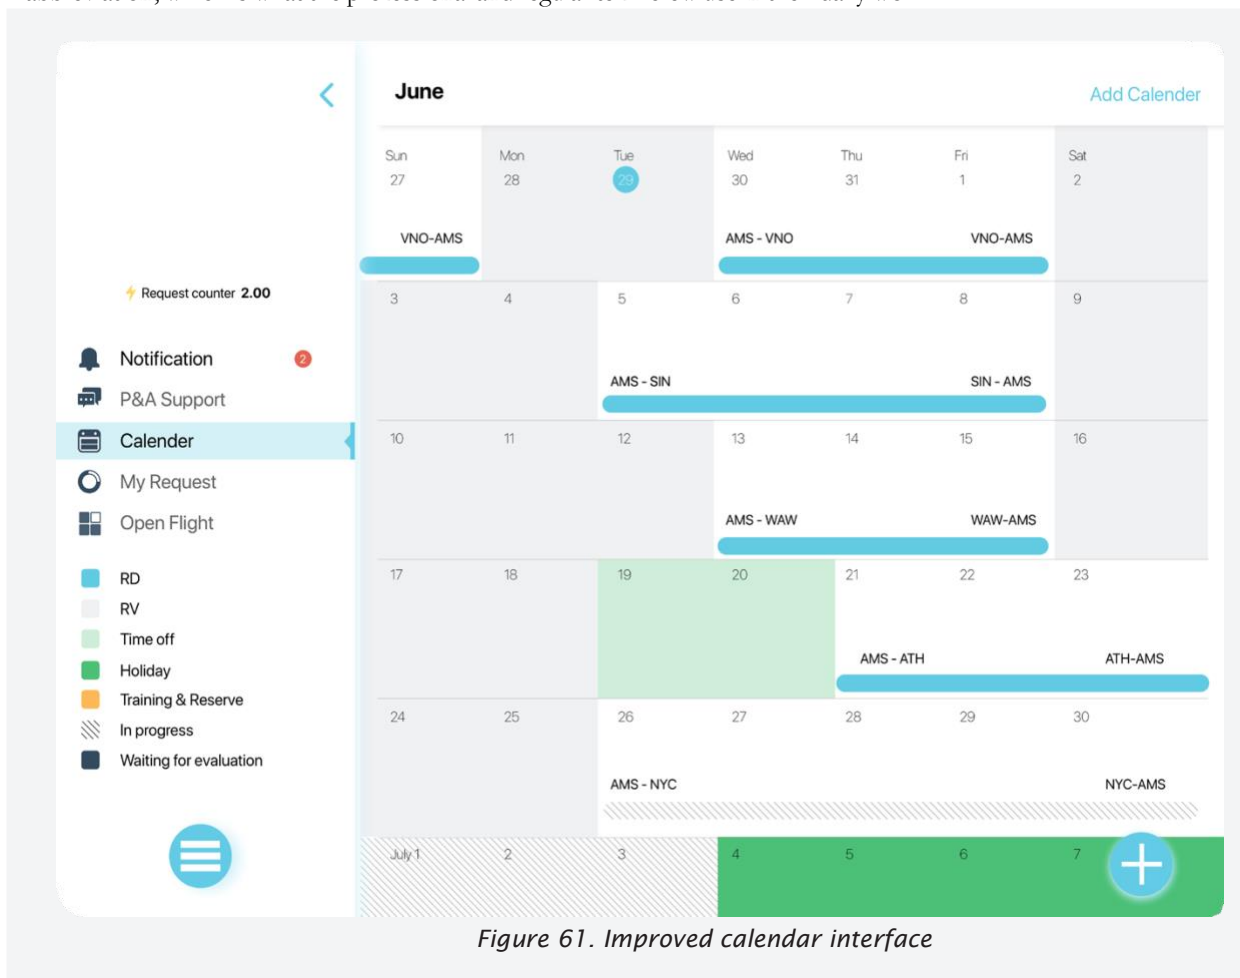 June
Add Calender
Sun Mon Tue Wed Thu Fri Sat
27 28 29 30 31 1 2
VNO-AMS AMS - VNO VNO-AMS
Request counter 2.00
3 4 5 6 7 8 9
Notification 2
AMS - SIN SIN - AMS
P&A Support
Calender
10 11 12 13 14 15 16
My Request
Open Flight
AMS - WAW WAW-AMS
17 18 19 20 21 22 23
RD
RV
Time off
AMS - ATH ATH-AMS
Holiday
Training & Reserve
24 25 26 27 28 29 30
In progress
Waiting for evaluation
AMS - NYC NYC-AMS
July 1 2 3 4 5 6 7
Figure 61. Improved calendar interface